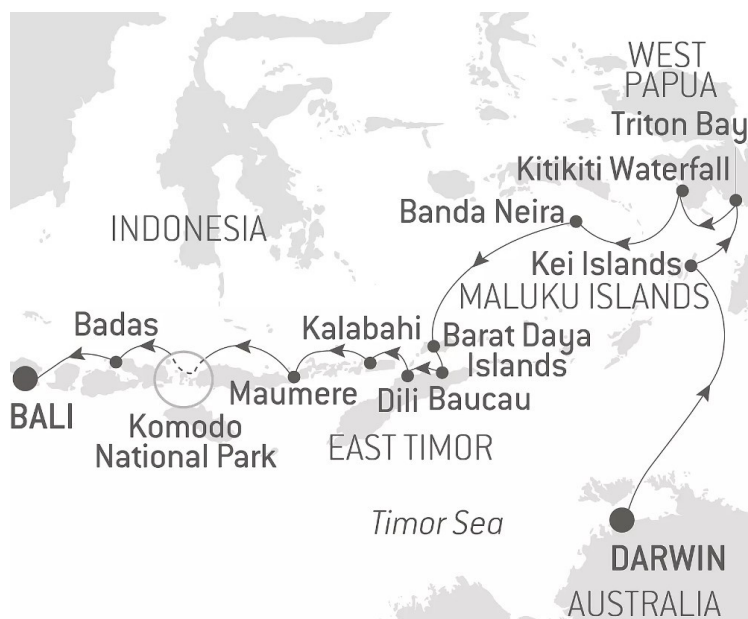 WEST
PAPUA
Triton Bay
Kitikiti Waterfall
Banda Neira
INDONESIA
Kei Islands
MALUKU ISLANDS
Badas
Kalabahi
Barat Daya
Islands
Maumere
Dili
Baucau
BALI
Komodo
National Park
EAST TIMOR
Timor Sea
DARWIN
AUSTRALIA